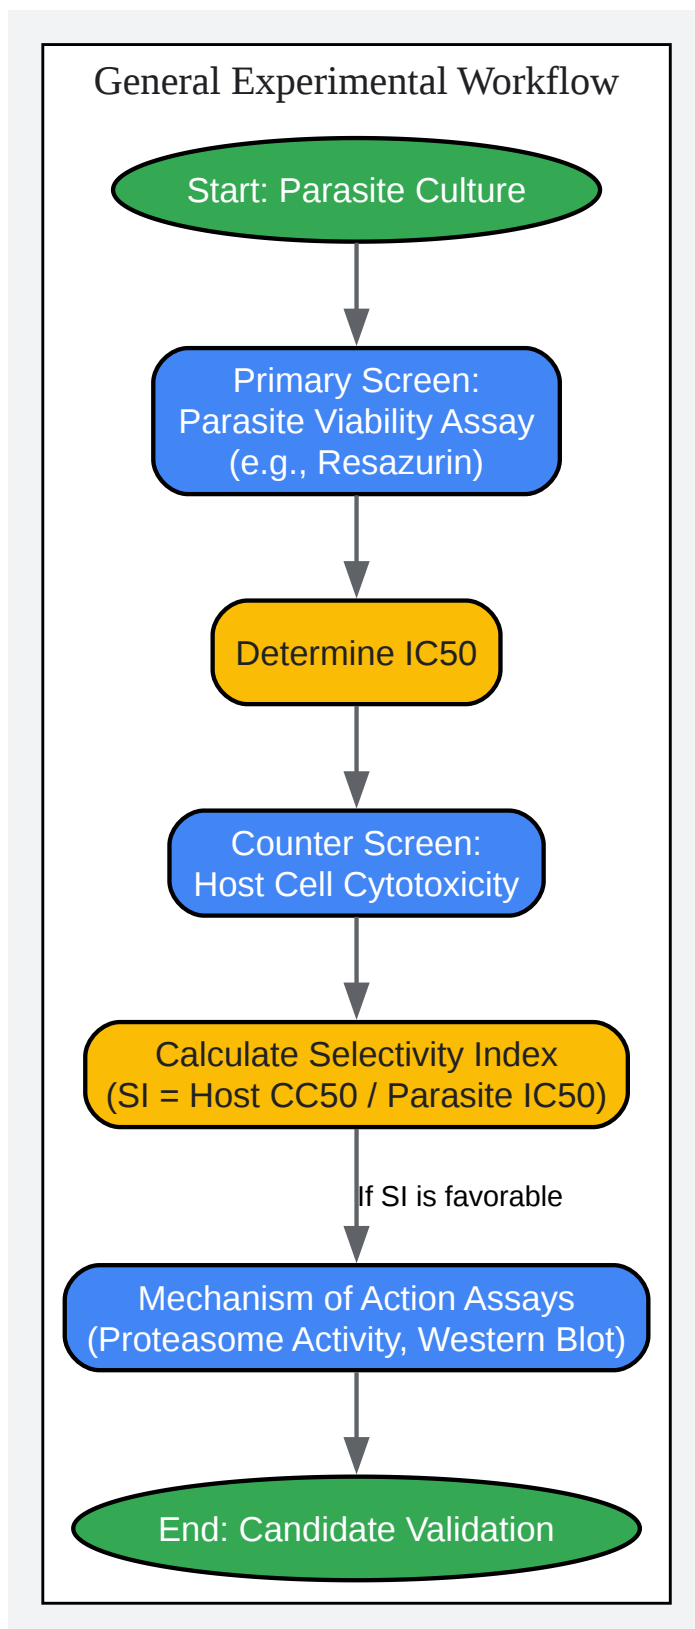 General Experimental Workflow
Start: Parasite Culture
Primary Screen:
Parasite Viability Assay
(e.g., Resazurin)
Determine IC50
Counter Screen:
Host Cell Cytotoxicity
Calculate Selectivity Index
(SI = Host CC50 / Parasite IC50)
If SI is favorable
Mechanism of Action Assays
(Proteasome Activity, Western Blot)
End: Candidate Validation